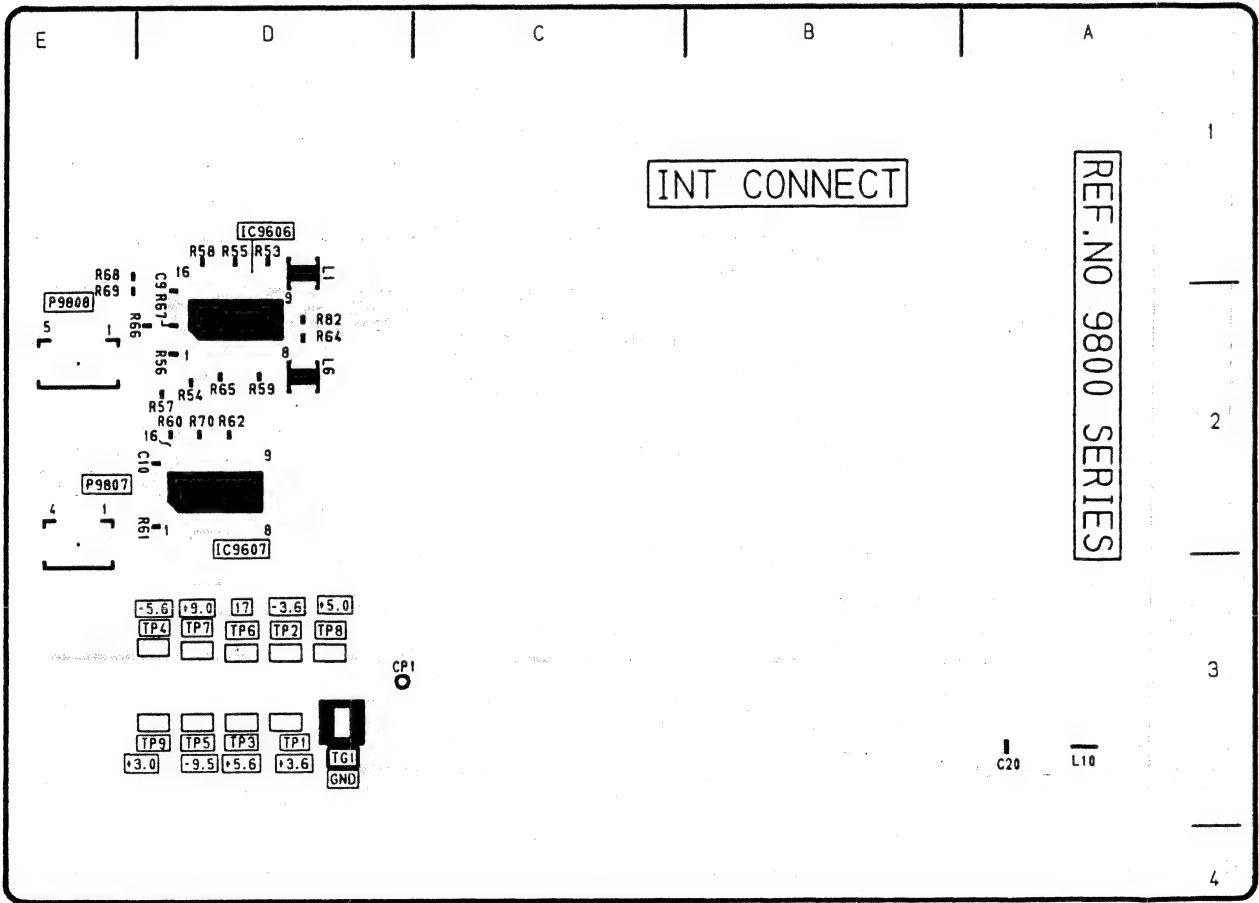 E D C B A
1
INT CONNECT
REF.NO 9800 SERIES
IC9606
R58 R55 R53
16
R68
R69
C9
R67
L1
9
P9808
5 1
R66
R82
R64
R56
1
8
L6
R54 R65 R59
R57
2
R60 R70 R62
16
9
C10
P9807
4 1
R61
1
8
IC9607
-5.6 +9.0 17 -3.6 +5.0
TP4 TP7 TP6 TP2 TP8
CP1
3
TP9 TP5 TP3 TP1 TG1
+3.0 -9.5 +5.6 +3.6 GND
C20 L10
4